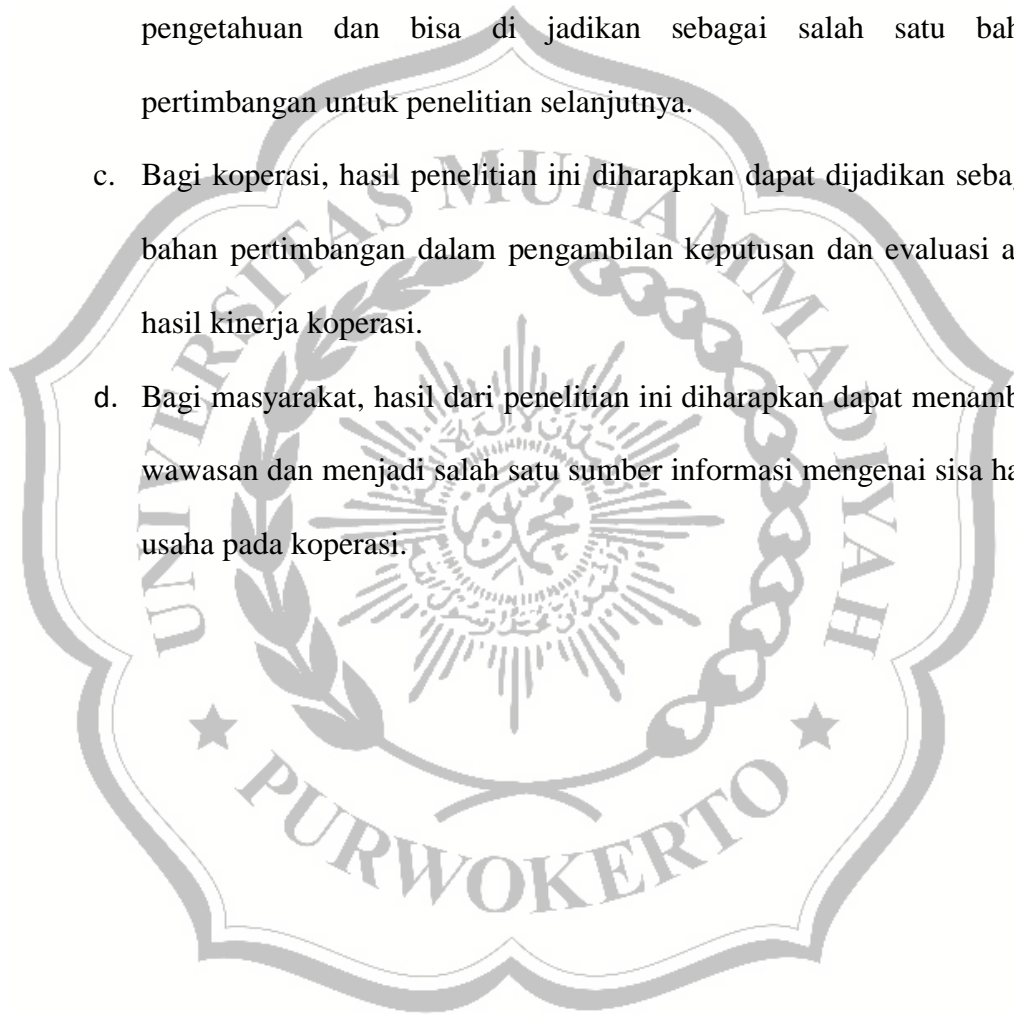 pengetahuan dan bisa di jadikan sebagai salah satu bah
pertimbangan untuk penelitian selanjutnya.
c. Bagi koperasi, hasil penelitian ini diharapkan dapat dijadikan sebag
bahan pertimbangan dalam pengambilan keputusan dan evaluasi a
hasil kinerja koperasi.
d. Bagi masyarakat, hasil dari penelitian ini diharapkan dapat menamb
wawasan dan menjadi salah satu sumber informasi mengenai sisa ha
usaha pada koperasi.
UNIVERSITAS MUHAMMADIYAH
PURWOKERTO